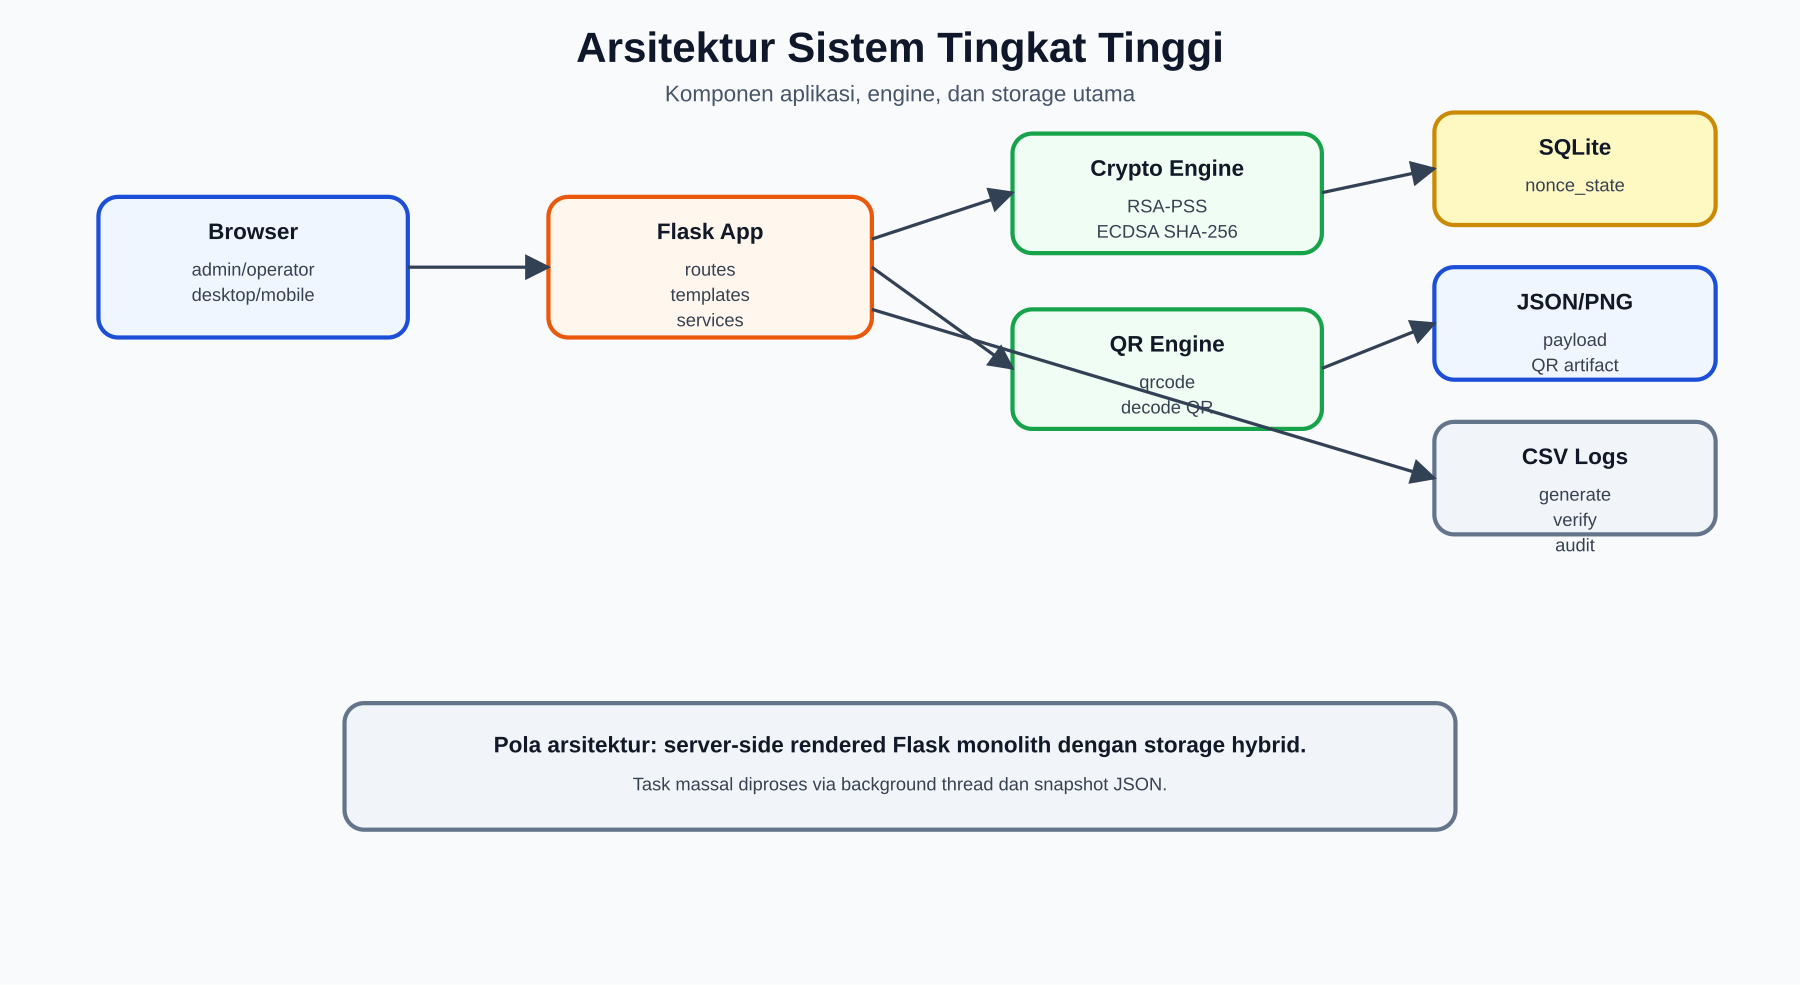 Arsitektur Sistem Tingkat Tinggi
Komponen aplikasi, engine, dan storage utama
Browser
admin/operator
desktop/mobile
Flask App
routes
templates
services
Crypto Engine
RSA-PSS
ECDSA SHA-256
QR Engine
qrcode
decode QR
SQLite
nonce_state
JSON/PNG
payload
QR artifact
CSV Logs
generate
verify
audit
Pola arsitektur: server-side rendered Flask monolith dengan storage hybrid.
Task massal diproses via background thread dan snapshot JSON.